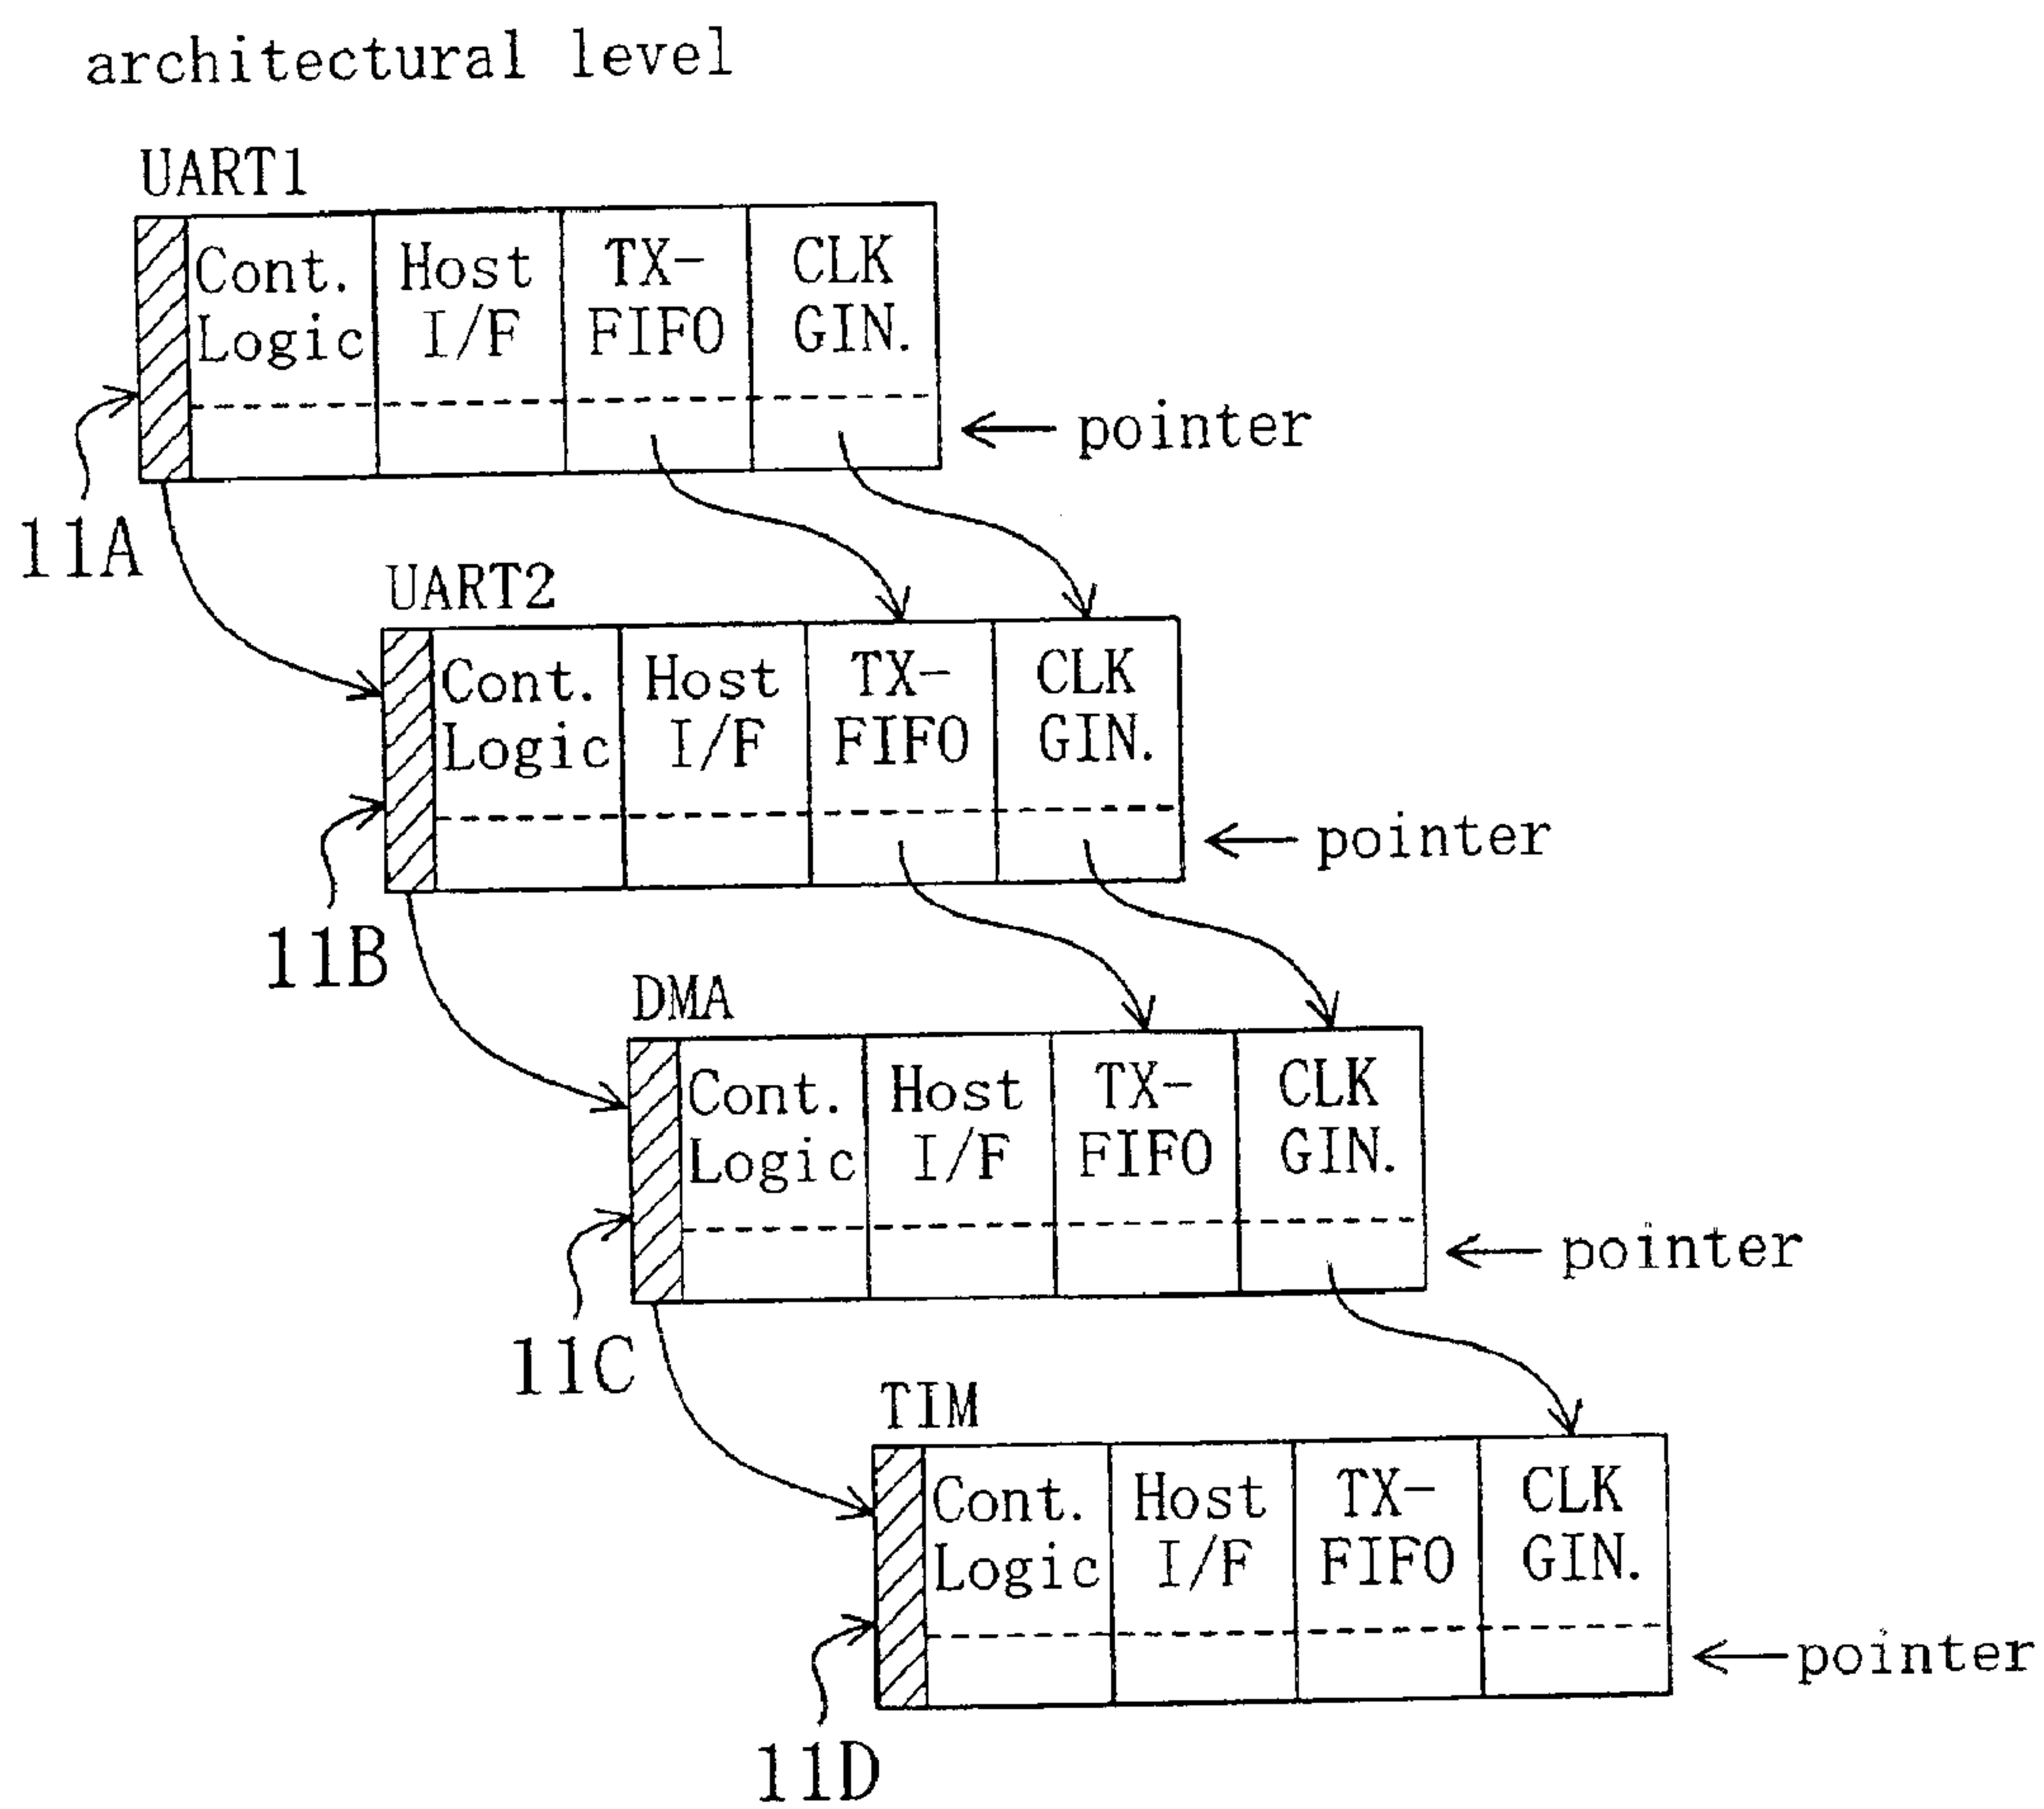 architectural level
UART1
Cont. Host TX- CLK
Logic I/F FIFO GIN.
← pointer
11A
UART2
Cont. Host TX- CLK
Logic I/F FIFO GIN.
← pointer
11B
DMA
Cont. Host TX- CLK
Logic I/F FIFO GIN.
← pointer
11C
TIM
Cont. Host TX- CLK
Logic I/F FIFO GIN.
← pointer
11D